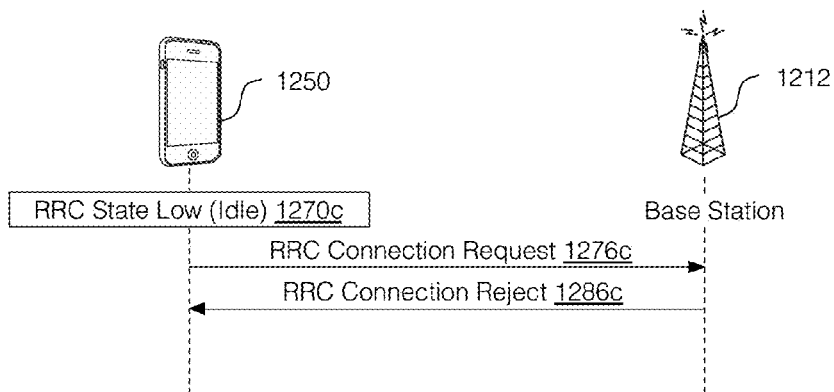 1250
1212
RRC State Low (Idle) 1270c
Base Station
RRC Connection Request 1276c
RRC Connection Reject 1286c